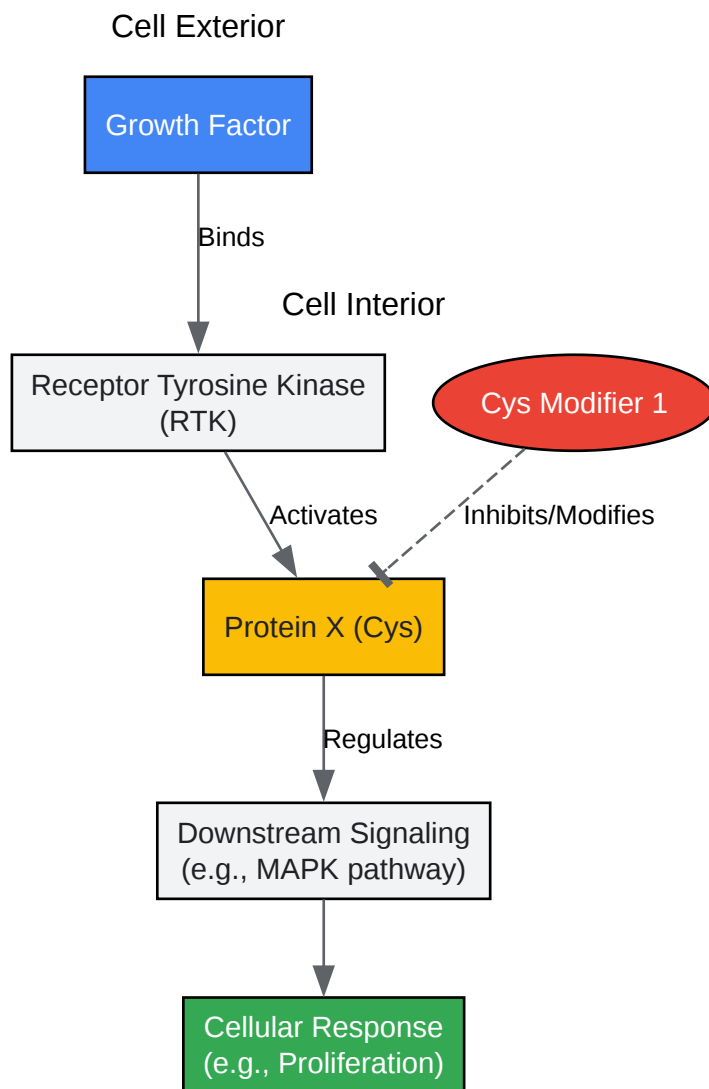 Cell Exterior
Growth Factor
Binds
Cell Interior
Receptor Tyrosine Kinase
(RTK)
Cys Modifier 1
Activates
Inhibits/Modifies
Protein X (Cys)
Regulates
Downstream Signaling
(e.g., MAPK pathway)
Cellular Response
(e.g., Proliferation)